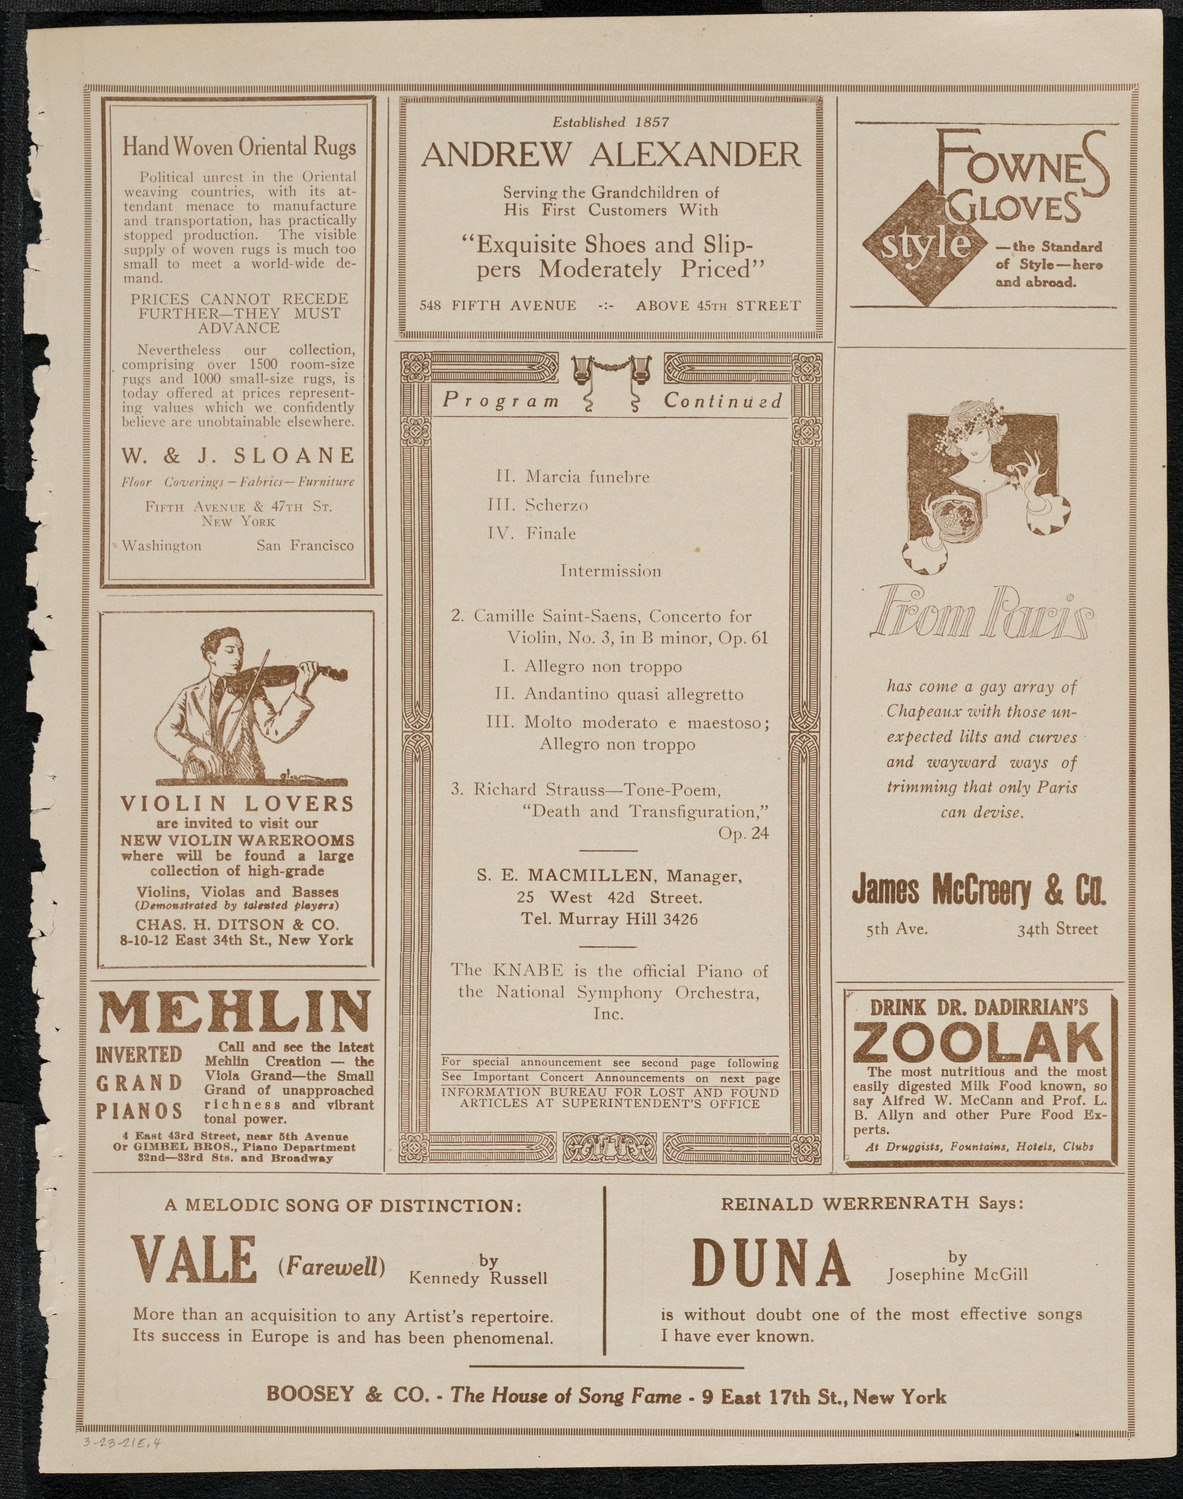 Hand Woven Oriental Rugs
Political unrest in the Oriental
weaving countries, with its at-
tendant menace to manufacture
and transportation, has practically
stopped production. The visible
supply of woven rugs is much too
small to meet a world-wide de-
mand.
PRICES CANNOT RECEDE
FURTHER—THEY MUST
ADVANCE
Nevertheless our collection,
comprising over 1500 room-size
rugs and 1000 small-size rugs, is
today offered at prices represent-
ing values which we confidently
believe are unobtainable elsewhere.
W. & J. SLOANE
Floor Coverings — Fabrics — Furniture
FIFTH AVENUE & 47TH ST.
NEW YORK
Washington San Francisco
VIOLIN LOVERS
are invited to visit our
NEW VIOLIN WAREROOMS
where will be found a large
collection of high-grade
Violins, Violas and Basses
(Demonstrated by talented players)
CHAS. H. DITSON & CO.
8-10-12 East 34th St., New York
MEHLIN
INVERTED
GRAND
PIANOS
Call and see the latest
Mehlin Creation — the
Viola Grand—the Small
Grand of unapproached
richness and vibrant
tonal power.
4 East 43rd Street, near 5th Avenue
Or GIMBEL BROS., Piano Department
32nd—33rd Sts. and Broadway
Established 1857
ANDREW ALEXANDER
Serving the Grandchildren of
His First Customers With
“Exquisite Shoes and Slip-
pers Moderately Priced”
548 FIFTH AVENUE -:- ABOVE 45TH STREET
Program Continued
II. Marcia funebre
III. Scherzo
IV. Finale
Intermission
2. Camille Saint-Saens, Concerto for
Violin, No. 3, in B minor, Op. 61
I. Allegro non troppo
II. Andantino quasi allegretto
III. Molto moderato e maestoso;
Allegro non troppo
3. Richard Strauss—Tone-Poem,
“Death and Transfiguration,”
Op. 24
S. E. MACMILLEN, Manager,
25 West 42d Street.
Tel. Murray Hill 3426
The KNABE is the official Piano of
the National Symphony Orchestra,
Inc.
For special announcement see second page following
See Important Concert Announcements on next page
INFORMATION BUREAU FOR LOST AND FOUND
ARTICLES AT SUPERINTENDENT'S OFFICE
FOWNES
GLOVES
style
—the Standard
of Style—here
and abroad.
From Paris
has come a gay array of
Chapeaux with those un-
expected lilts and curves
and wayward ways of
trimming that only Paris
can devise.
James McCreery & Co.
5th Ave. 34th Street
DRINK DR. DADIRRIAN'S
ZOOLAK
The most nutritious and the most
easily digested Milk Food known, so
say Alfred W. McCann and Prof. L.
B. Allyn and other Pure Food Ex-
perts.
At Druggists, Fountains, Hotels, Clubs
A MELODIC SONG OF DISTINCTION:
VALE (Farewell) by
Kennedy Russell
More than an acquisition to any Artist's repertoire.
Its success in Europe is and has been phenomenal.
REINALD WERRENRATH Says:
DUNA by
Josephine McGill
is without doubt one of the most effective songs
I have ever known.
BOOSEY & CO. - The House of Song Fame - 9 East 17th St., New York
3-23-21E.4